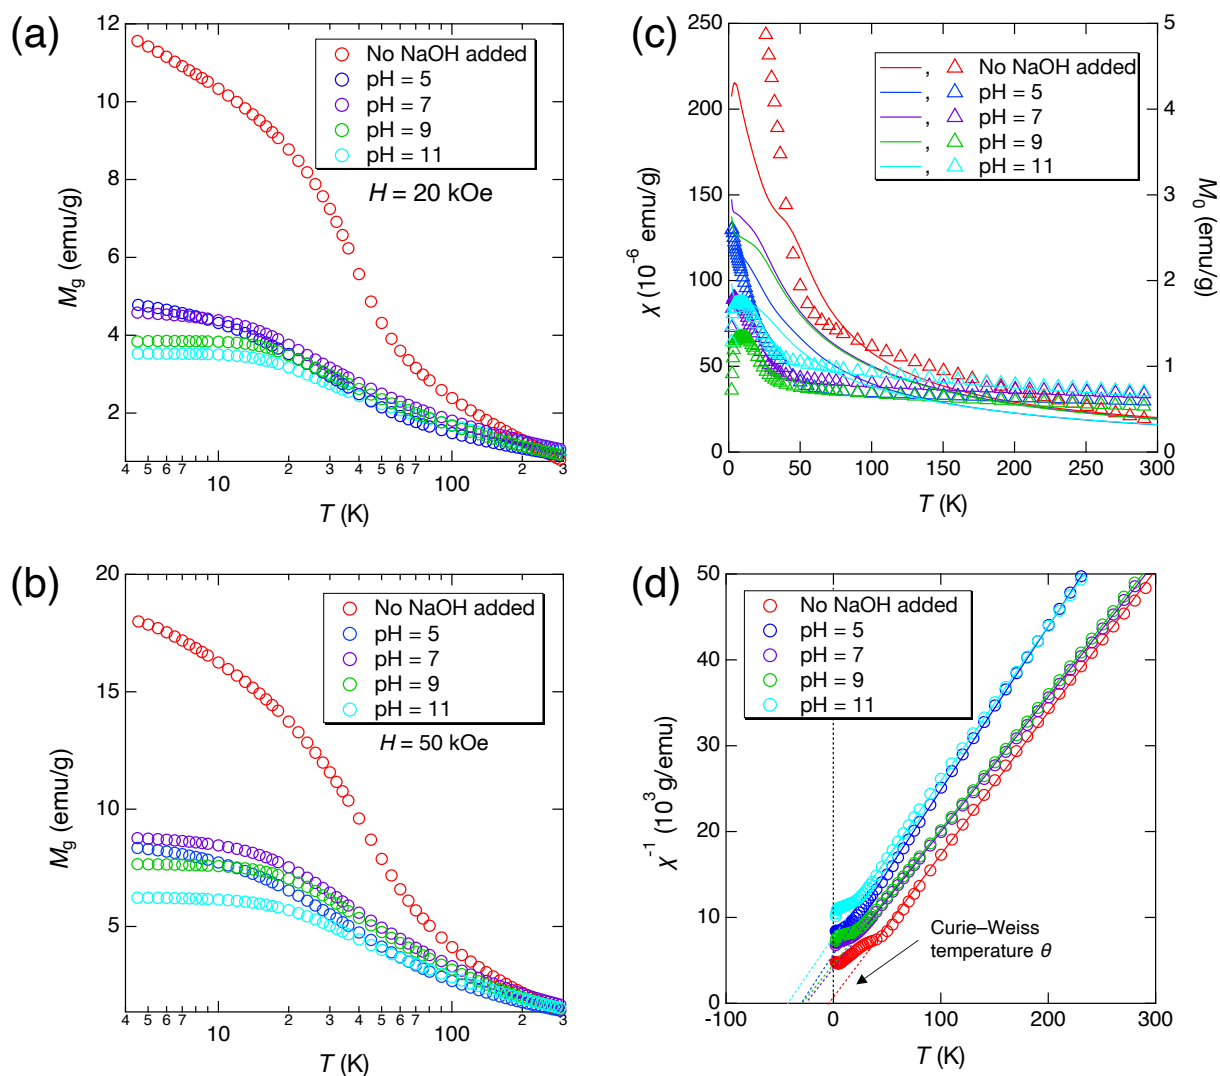 (a)
12
10
8
6
4
2
M_g (emu/g)
No NaOH added
pH = 5
pH = 7
pH = 9
pH = 11
H = 20 kOe
4 5 6 7 10 2 3 4 5 6 7 100 2 3
T (K)
(b)
20
15
10
5
M_g (emu/g)
No NaOH added
pH = 5
pH = 7
pH = 9
pH = 11
H = 50 kOe
4 5 6 7 10 2 3 4 5 6 7 100 2 3
T (K)
(c)
250
200
150
100
50
0
χ (10⁻⁶ emu/g)
, No NaOH added
, pH = 5
, pH = 7
, pH = 9
, pH = 11
5
4
3
2
1
0
M₀ (emu/g)
0 50 100 150 200 250 300
T (K)
(d)
50
40
30
20
10
0
χ⁻¹ (10³ g/emu)
No NaOH added
pH = 5
pH = 7
pH = 9
pH = 11
Curie–Weiss
temperature θ
-100 0 100 200 300
T (K)